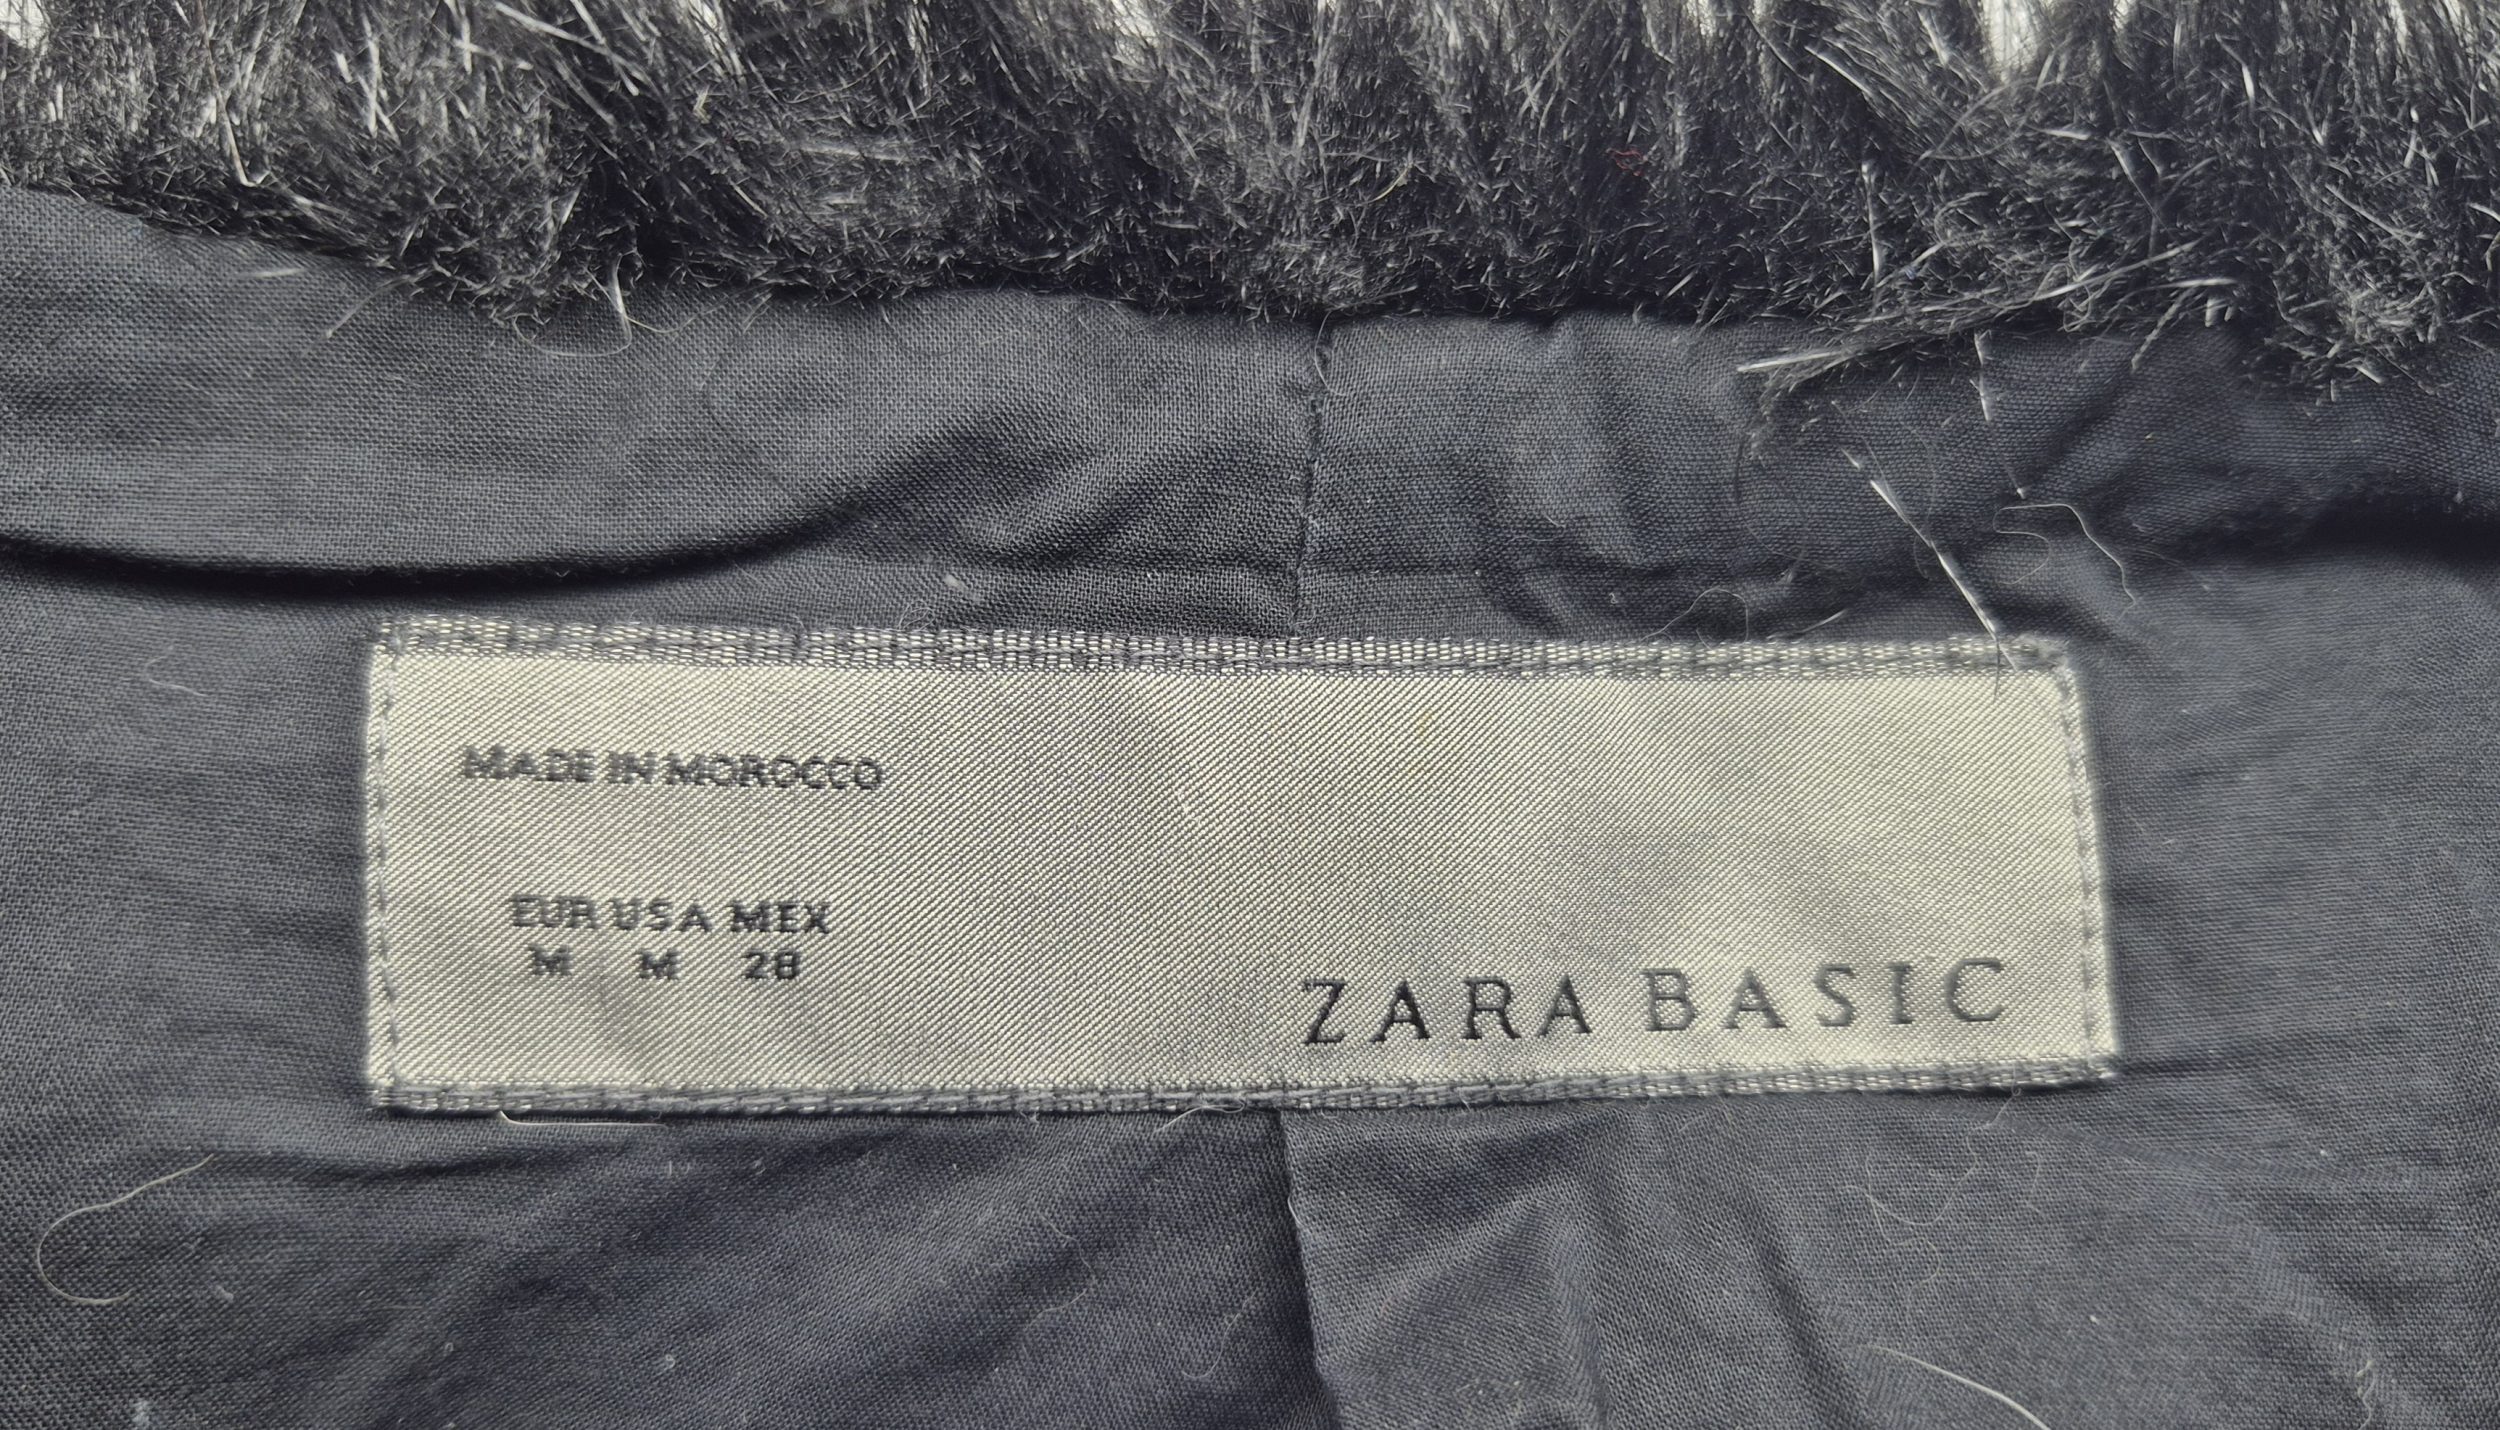 MADE IN MOROCCO
EUR USA MEX
M M 28
ZARA BASIC